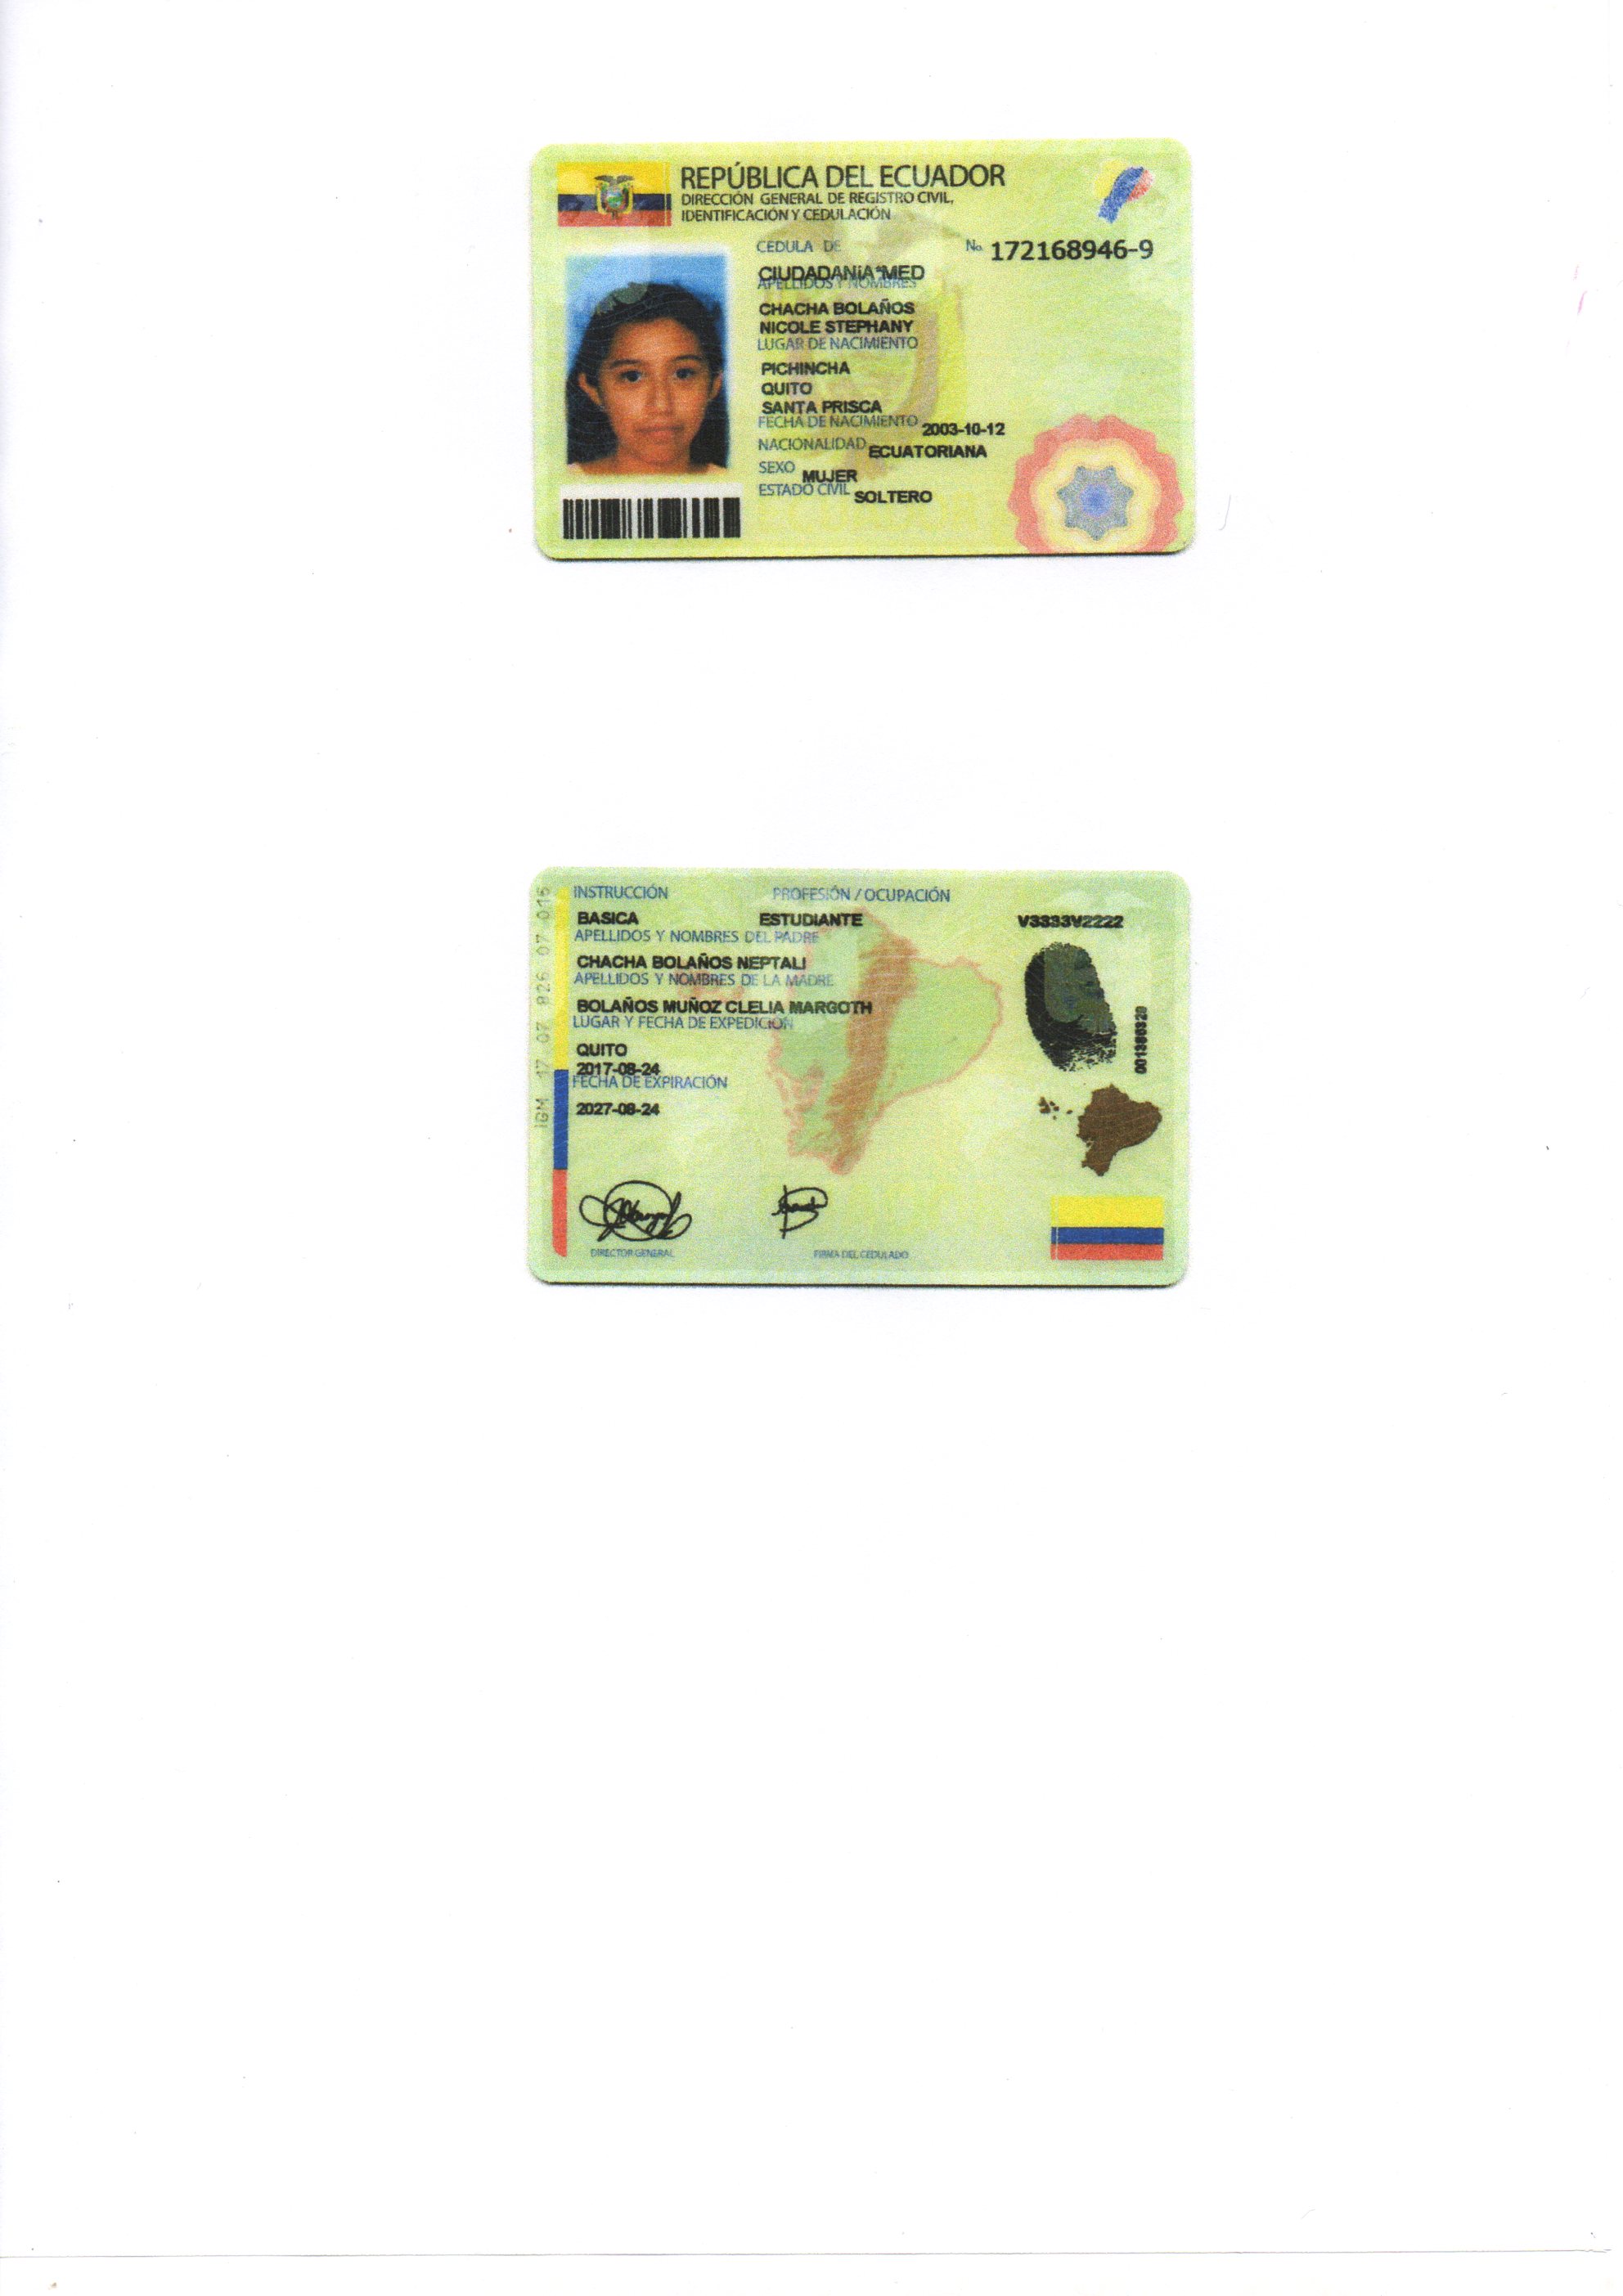 REPÚBLICA DEL ECUADOR
DIRECCIÓN GENERAL DE REGISTRO CIVIL,
IDENTIFICACIÓN Y CEDULACIÓN
CEDULA DE
No. 172168946-9
CIUDADANíA*MED
APELLIDOS Y NOMBRES
CHACHA BOLAÑOS
NICOLE STEPHANY
LUGAR DE NACIMIENTO
PICHINCHA
QUITO
SANTA PRISCA
FECHA DE NACIMIENTO 2003-10-12
NACIONALIDAD ECUATORIANA
SEXO MUJER
ESTADO CIVIL SOLTERO
INSTRUCCIÓN PROFESIÓN / OCUPACIÓN
BASICA ESTUDIANTE V3333V2222
APELLIDOS Y NOMBRES DEL PADRE
CHACHA BOLAÑOS NEPTALI
APELLIDOS Y NOMBRES DE LA MADRE
BOLAÑOS MUÑOZ CLELIA MARGOTH
LUGAR Y FECHA DE EXPEDICIÓN
QUITO
2017-08-24
FECHA DE EXPIRACIÓN
2027-08-24
DIRECTOR GENERAL FIRMA DEL CEDULADO
IGM 17 07 826 07 015